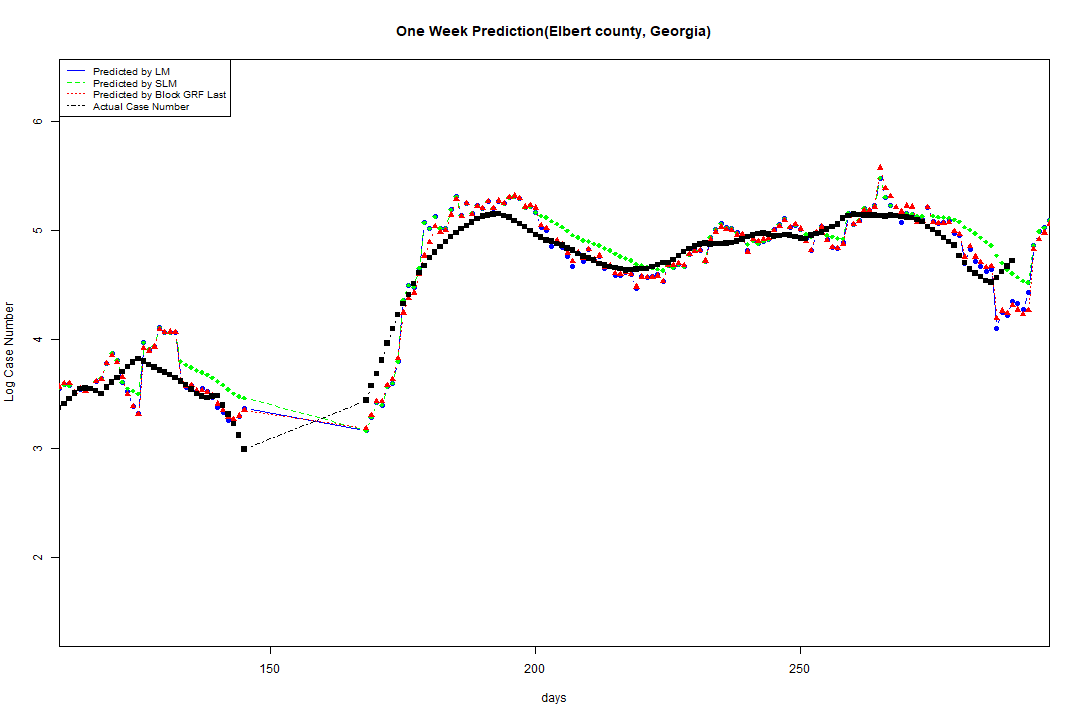 One Week Prediction(Elbert county, Georgia)
Predicted by LM
Predicted by SLM
Predicted by Block GRF Last
Actual Case Number
6
5
4
3
2
Log Case Number
150
200
250
days